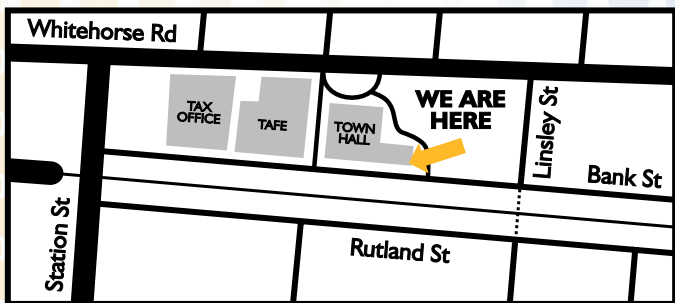 Whitehorse Rd
TAX
OFFICE
TAFE
TOWN
HALL
WE ARE
HERE
Linsley St
Bank St
Station St
Rutland St